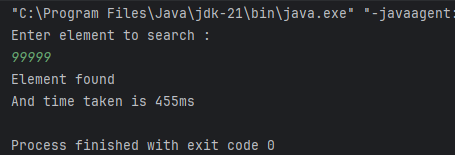 "C:\Program Files\Java\jdk-21\bin\java.exe" "-javaagent:
Enter element to search :
99999
Element found
And time taken is 455ms
Process finished with exit code 0